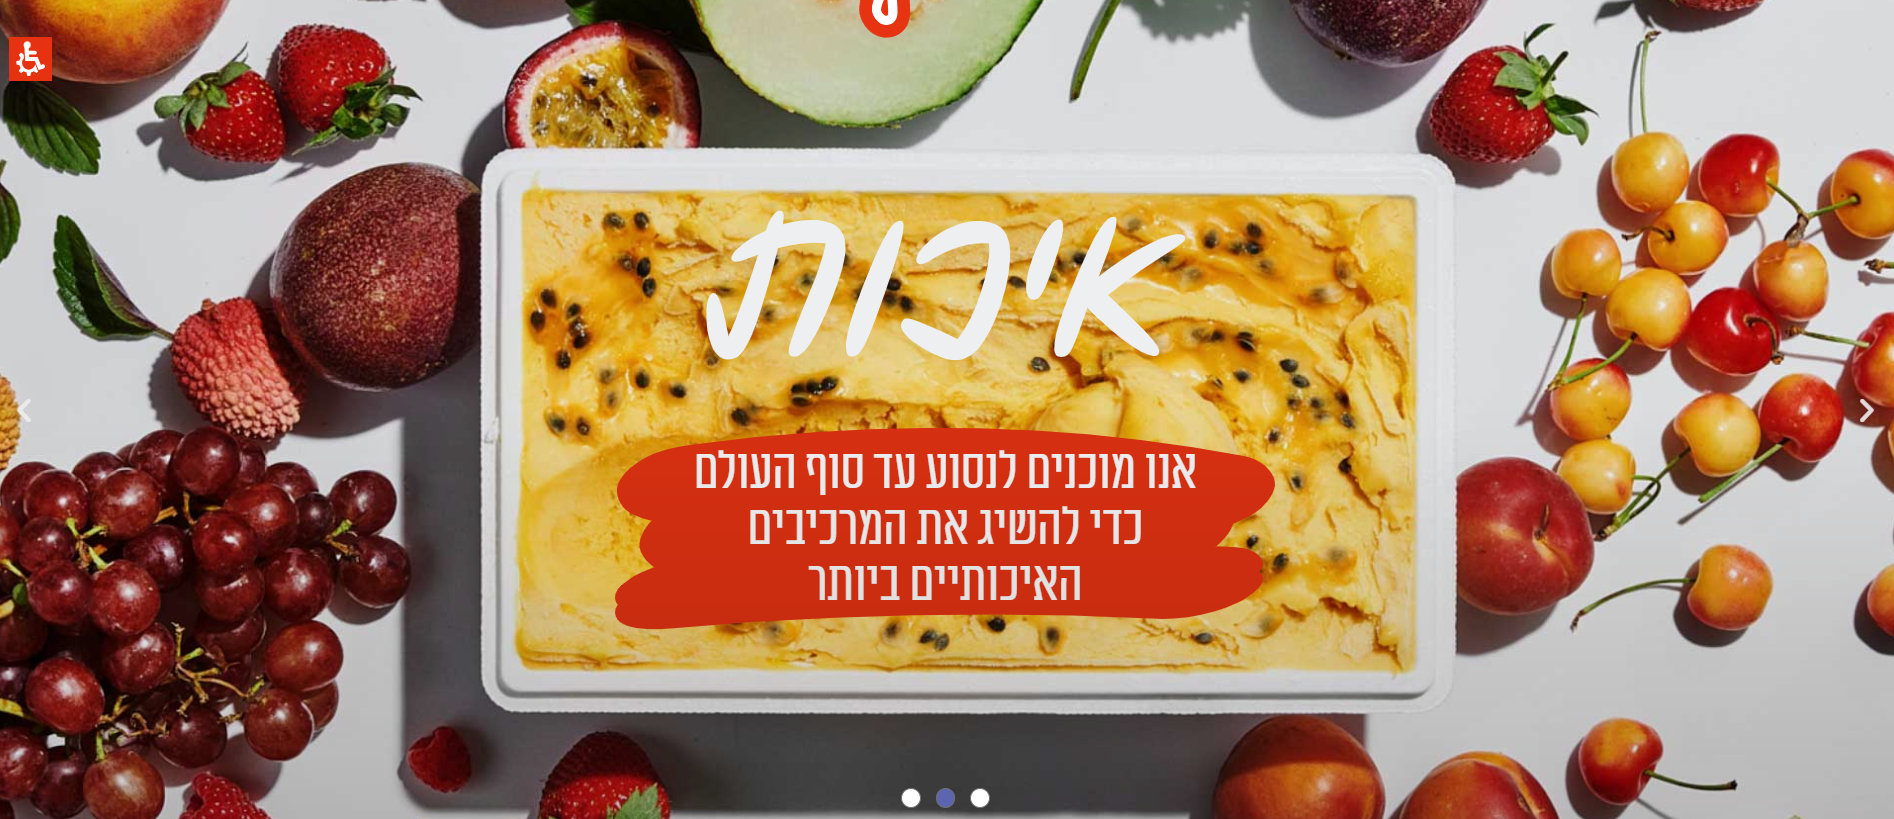 איכות
אנו מוכנים לנסוע עד סוף העולם
כדי להשיג את המרכיבים
האיכותיים ביותר